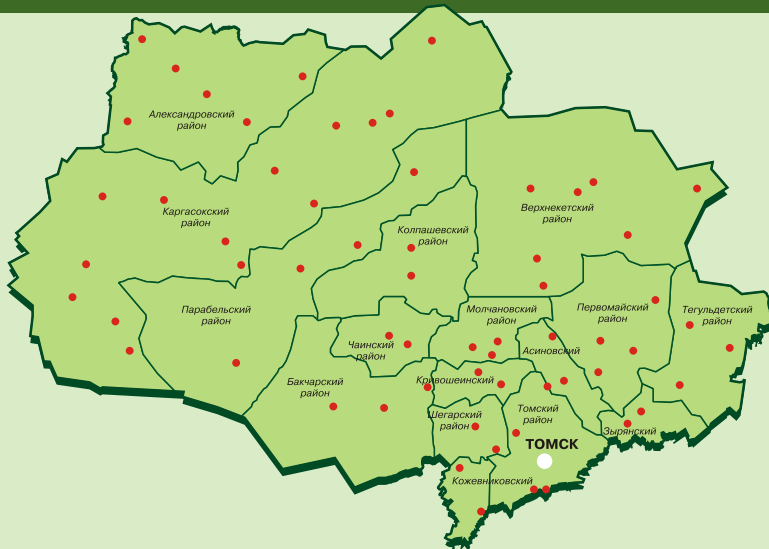 Александровский
район
Каргасокский
район
Верхнекетский
район
Колпашевский
район
Парабельский
район
Молчановский
район
Первомайский
район
Тегульдетский
район
Чаинский
район
Асиновский
Бакчарский
район
Кривошеинский
Шегарский
район
Томский
район
Зырянский
ТОМСК
Кожевниковский